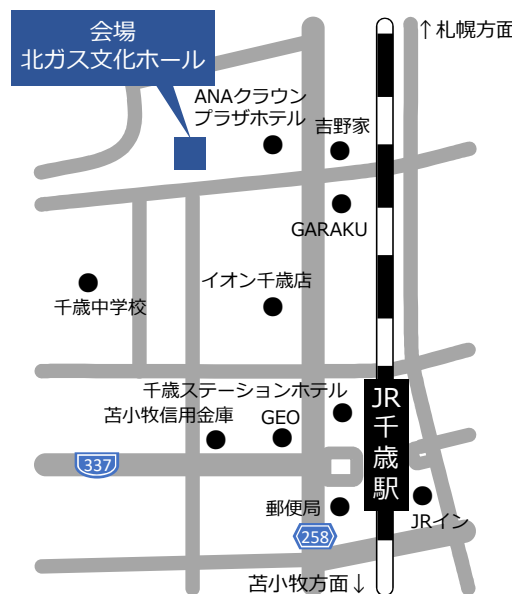 会場
北ガス文化ホール
↑札幌方面
ANAクラウン
プラザホテル
吉野家
GARAKU
イオン千歳店
千歳中学校
千歳ステーションホテル
苫小牧信用金庫
GEO
JR千歳駅
337
郵便局
JRイン
258
苫小牧方面↓